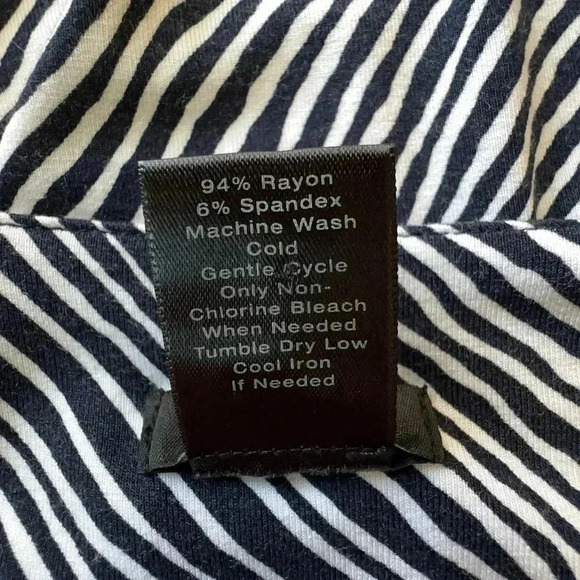 94% Rayon
6% Spandex
Machine Wash
Cold
Gentle Cycle
Only Non-
Chlorine Bleach
When Needed
Tumble Dry Low
Cool Iron
If Needed